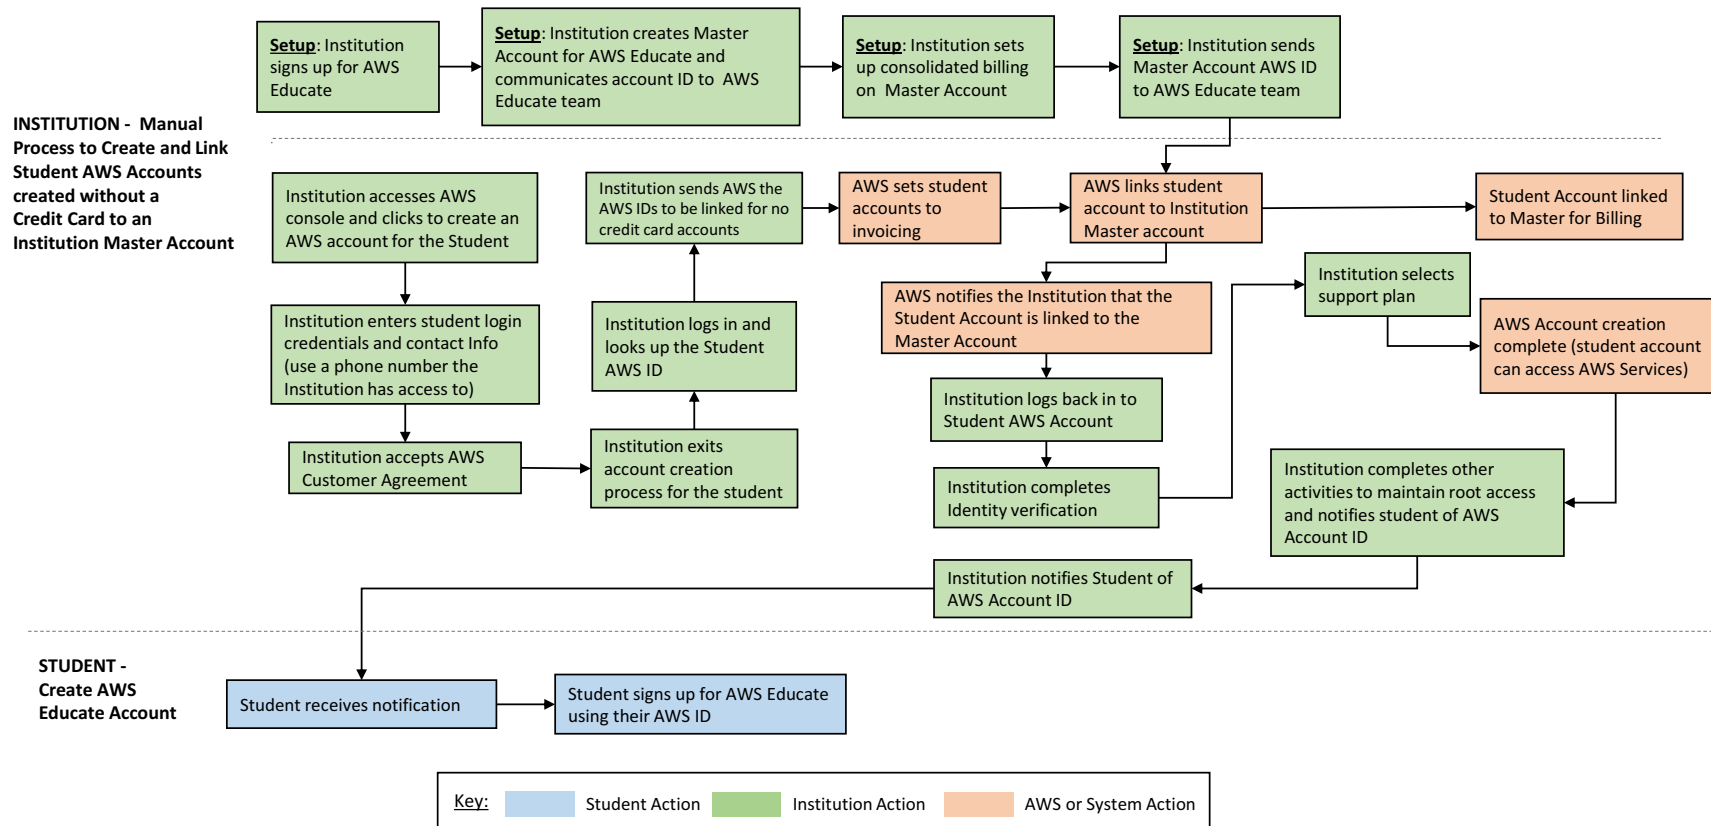 Setup: Institution
signs up for AWS
Educate
Setup: Institution creates Master
Account for AWS Educate and
communicates account ID to AWS
Educate team
Setup: Institution sets
up consolidated billing
on Master Account
Setup: Institution sends
Master Account AWS ID
to AWS Educate team
INSTITUTION - Manual
Process to Create and Link
Student AWS Accounts
created without a
Credit Card to an
Institution Master Account
Institution accesses AWS
console and clicks to create an
AWS account for the Student
Institution sends AWS the
AWS IDs to be linked for no
credit card accounts
AWS sets student
accounts to
invoicing
AWS links student
account to Institution
Master account
Student Account linked
to Master for Billing
Institution enters student login
credentials and contact Info
(use a phone number the
Institution has access to)
Institution logs in and
looks up the Student
AWS ID
AWS notifies the Institution that the
Student Account is linked to the
Master Account
Institution selects
support plan
AWS Account creation
complete (student account
can access AWS Services)
Institution logs back in to
Student AWS Account
Institution accepts AWS
Customer Agreement
Institution exits
account creation
process for the student
Institution completes
Identity verification
Institution completes other
activities to maintain root access
and notifies student of AWS
Account ID
Institution notifies Student of
AWS Account ID
STUDENT -
Create AWS
Educate Account
Student receives notification
Student signs up for AWS Educate
using their AWS ID
Key:
Student Action
Institution Action
AWS or System Action